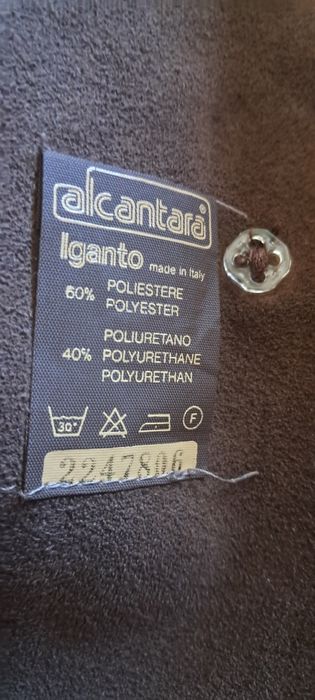 alcantara®
Iganto made in Italy
60% POLIESTERE
POLYESTER
POLIURETANO
40% POLYURETHANE
POLYURETHAN
30° F
2247806